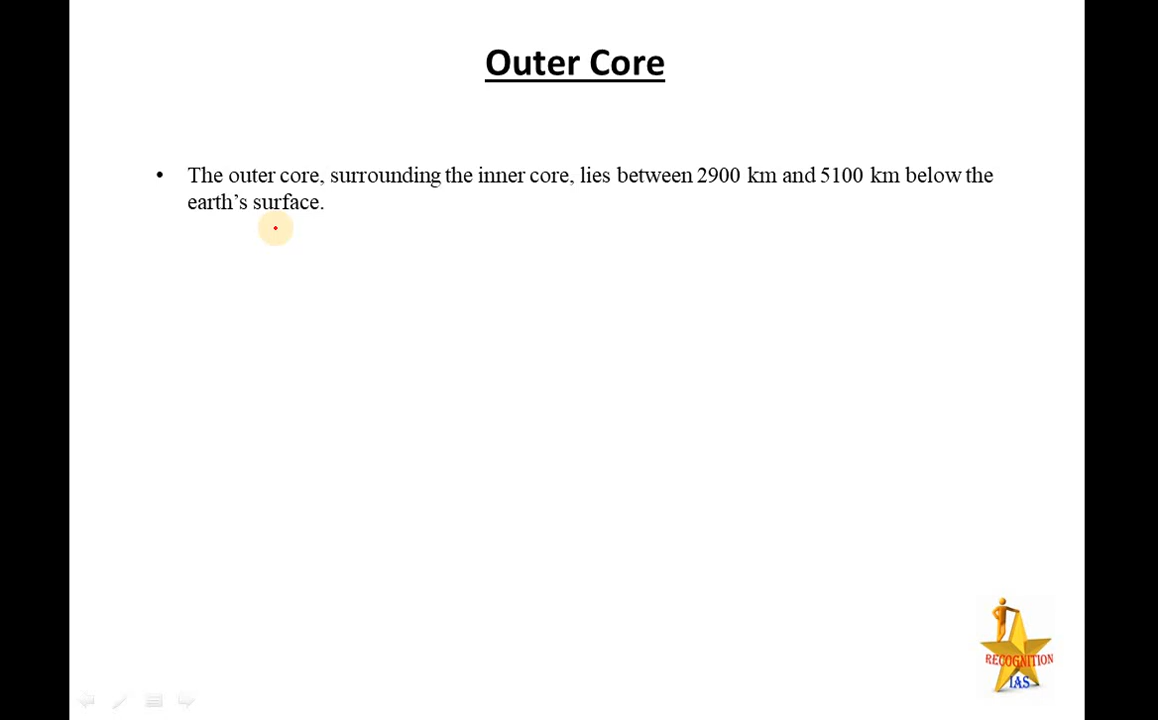 Outer Core
• The outer core, surrounding the inner core, lies between 2900 km and 5100 km below the
earth’s surface.
RECOGNITION
IAS